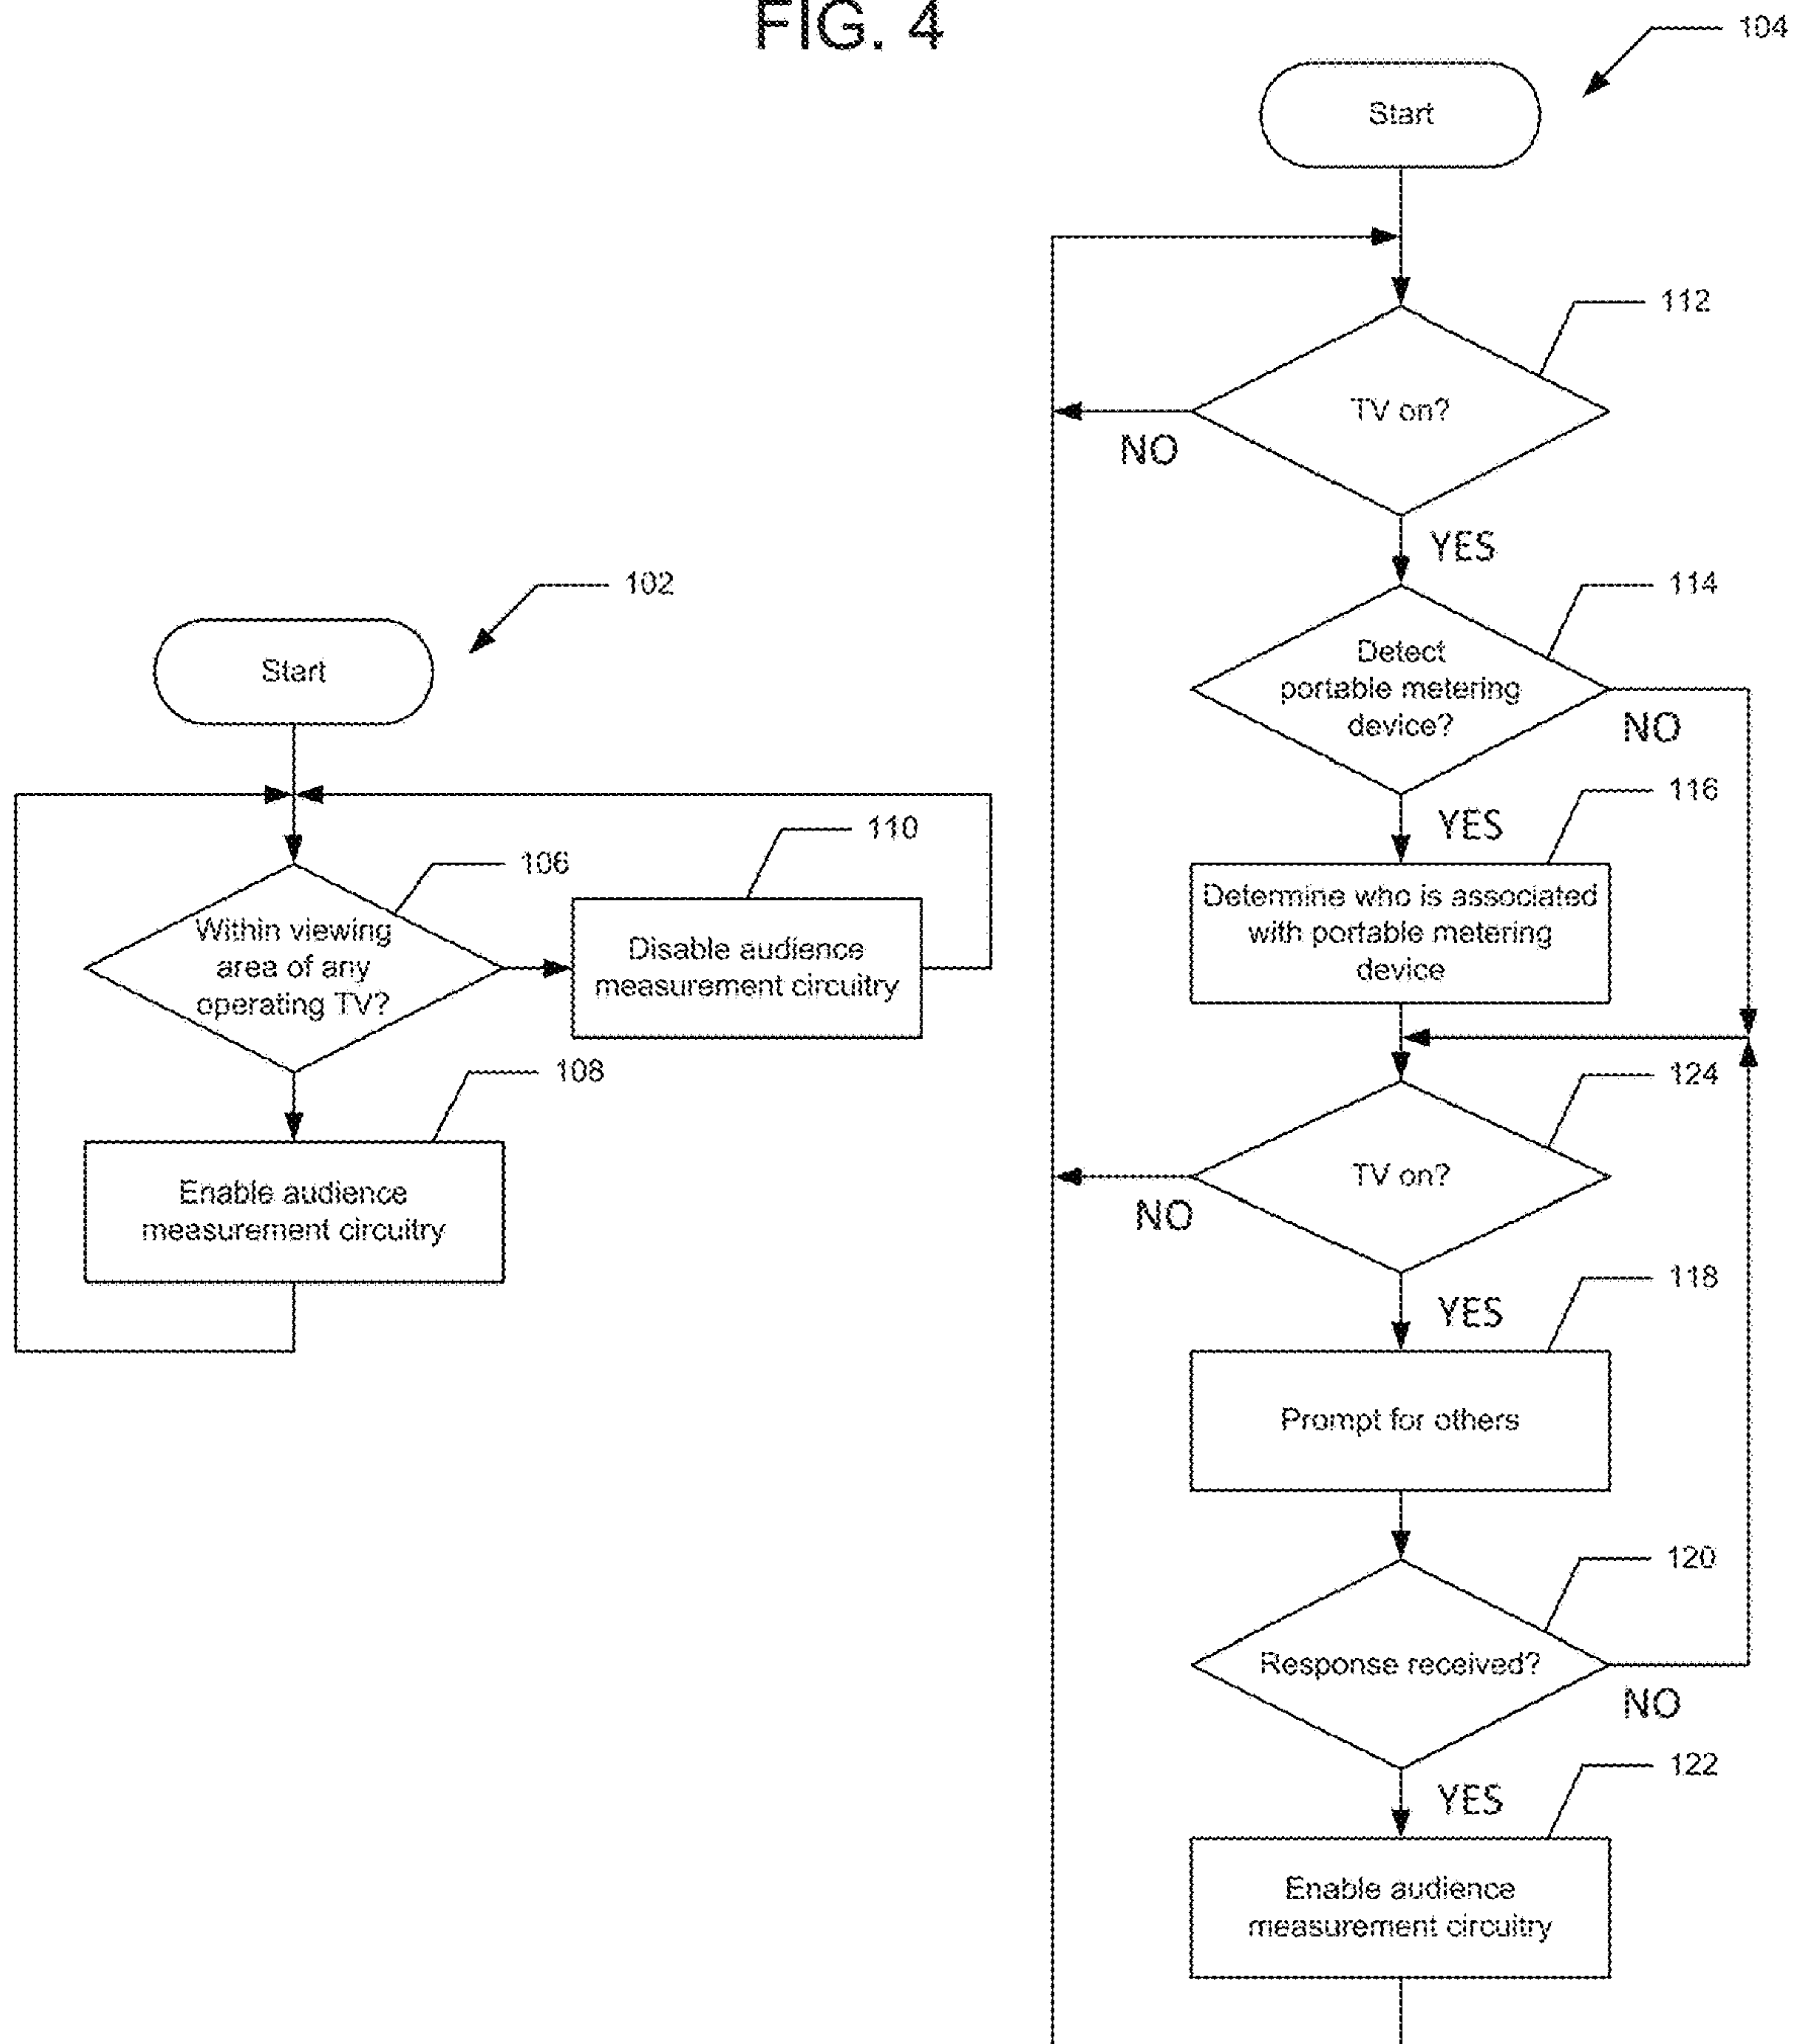 FIG. 4
104
Start
112
TV on?
NO
YES
114
Detect
portable metering
device?
NO
YES
116
Determine who is associated
with portable metering
device
124
TV on?
NO
YES
118
Prompt for others
120
Response received?
NO
YES
122
Enable audience
measurement circuitry
102
Start
106
Within viewing
area of any
operating TV?
110
Disable audience
measurement circuitry
108
Enable audience
measurement circuitry